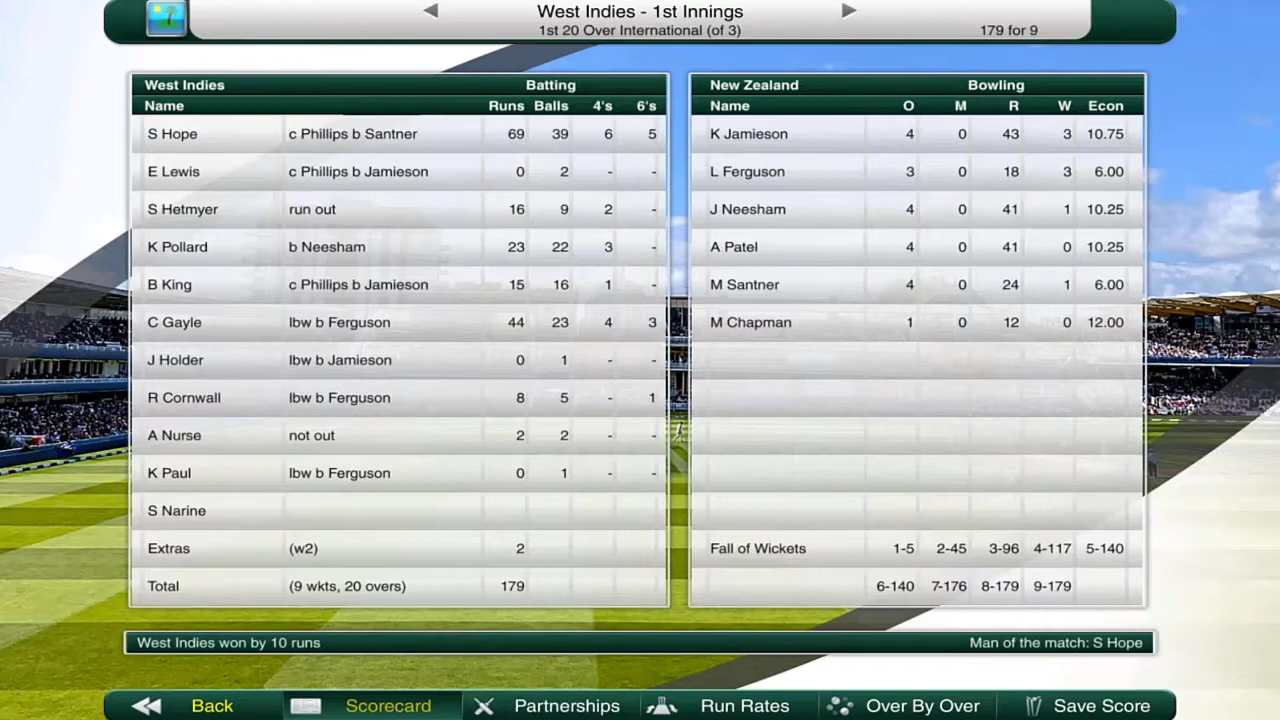 West Indies - 1st Innings
1st 20 Over International (of 3) 179 for 9
West Indies Batting
Name Runs Balls 4's 6's
S Hope c Phillips b Santner 69 39 6 5
E Lewis c Phillips b Jamieson 0 2 - -
S Hetmyer run out 16 9 2 -
K Pollard b Neesham 23 22 3 -
B King c Phillips b Jamieson 15 16 1 -
C Gayle lbw b Ferguson 44 23 4 3
J Holder lbw b Jamieson 0 1 - -
R Cornwall lbw b Ferguson 8 5 - 1
A Nurse not out 2 2 - -
K Paul lbw b Ferguson 0 1 - -
S Narine
Extras (w2) 2
Total (9 wkts, 20 overs) 179
New Zealand Bowling
Name O M R W Econ
K Jamieson 4 0 43 3 10.75
L Ferguson 3 0 18 3 6.00
J Neesham 4 0 41 1 10.25
A Patel 4 0 41 0 10.25
M Santner 4 0 24 1 6.00
M Chapman 1 0 12 0 12.00
Fall of Wickets 1-5 2-45 3-96 4-117 5-140
6-140 7-176 8-179 9-179
West Indies won by 10 runs Man of the match: S Hope
Back Scorecard Partnerships Run Rates Over By Over Save Score